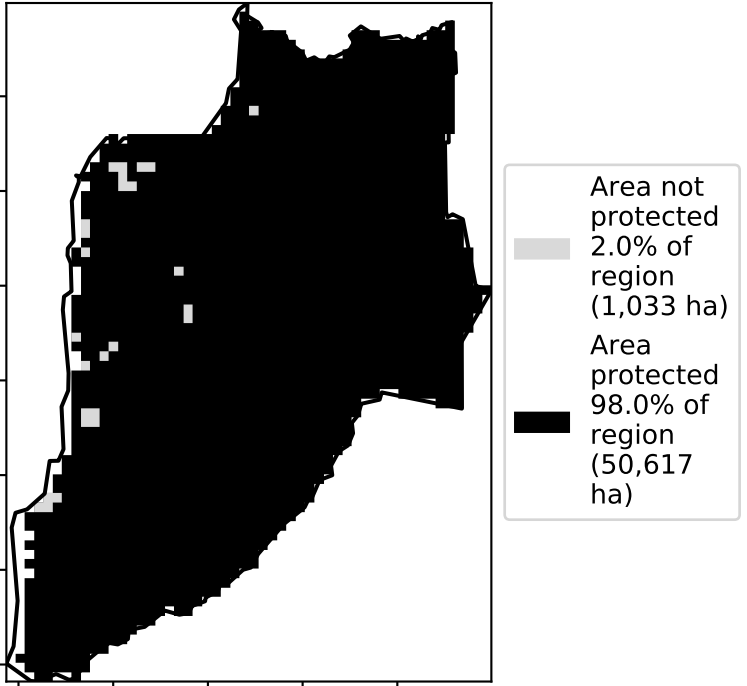 Area not
protected
2.0% of
region
(1,033 ha)
Area
protected
98.0% of
region
(50,617
ha)